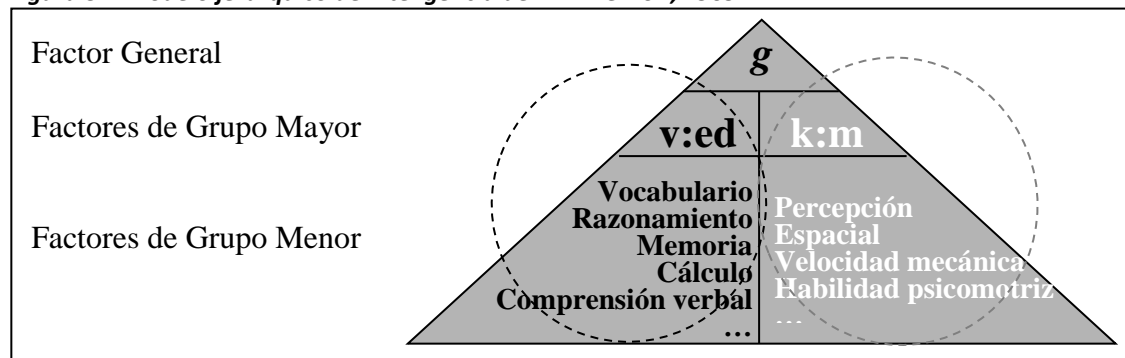 Factor General
g
Factores de Grupo Mayor
v:ed
k:m
Factores de Grupo Menor
Vocabulario
Razonamiento
Memoria
Cálculo
Comprensión verbal
...
Percepción
Espacial
Velocidad mecánica
Habilidad psicomotriz
...